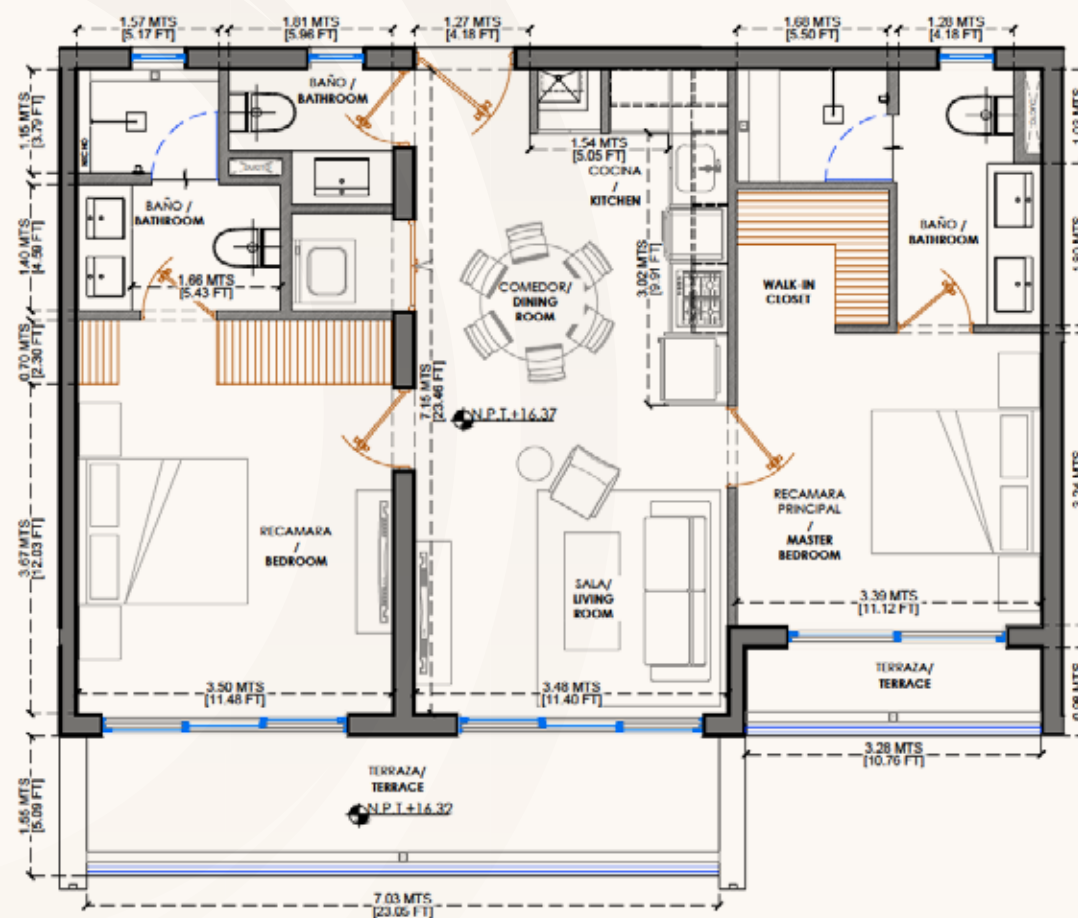 1.57 MTS
[5.17 FT]
1.81 MTS
[5.96 FT]
1.27 MTS
[4.18 FT]
1.68 MTS
[5.50 FT]
1.28 MTS
[4.18 FT]
1.15 MTS
[3.79 FT]
BAÑO /
BATHROOM
1.54 MTS
[5.05 FT]
COCINA
/
KITCHEN
BAÑO /
BATHROOM
BAÑO /
BATHROOM
1.40 MTS
[4.59 FT]
1.66 MTS
[5.43 FT]
3.02 MTS
[9.91 FT]
COMEDOR/
DINING
ROOM
WALK-IN
CLOSET
0.70 MTS
[2.30 FT]
7.15 MTS
[23.46 FT]
N.P.T.+16.37
RECAMARA
/
BEDROOM
RECAMARA
PRINCIPAL
/
MASTER
BEDROOM
3.67 MTS
[12.03 FT]
SALA/
LIVING
ROOM
3.39 MTS
[11.12 FT]
TERRAZA/
TERRACE
3.50 MTS
[11.48 FT]
3.48 MTS
[11.40 FT]
3.28 MTS
[10.76 FT]
TERRAZA/
TERRACE
N.P.T.+16.32
[5.09 FT]
7.03 MTS
[23.05 FT]